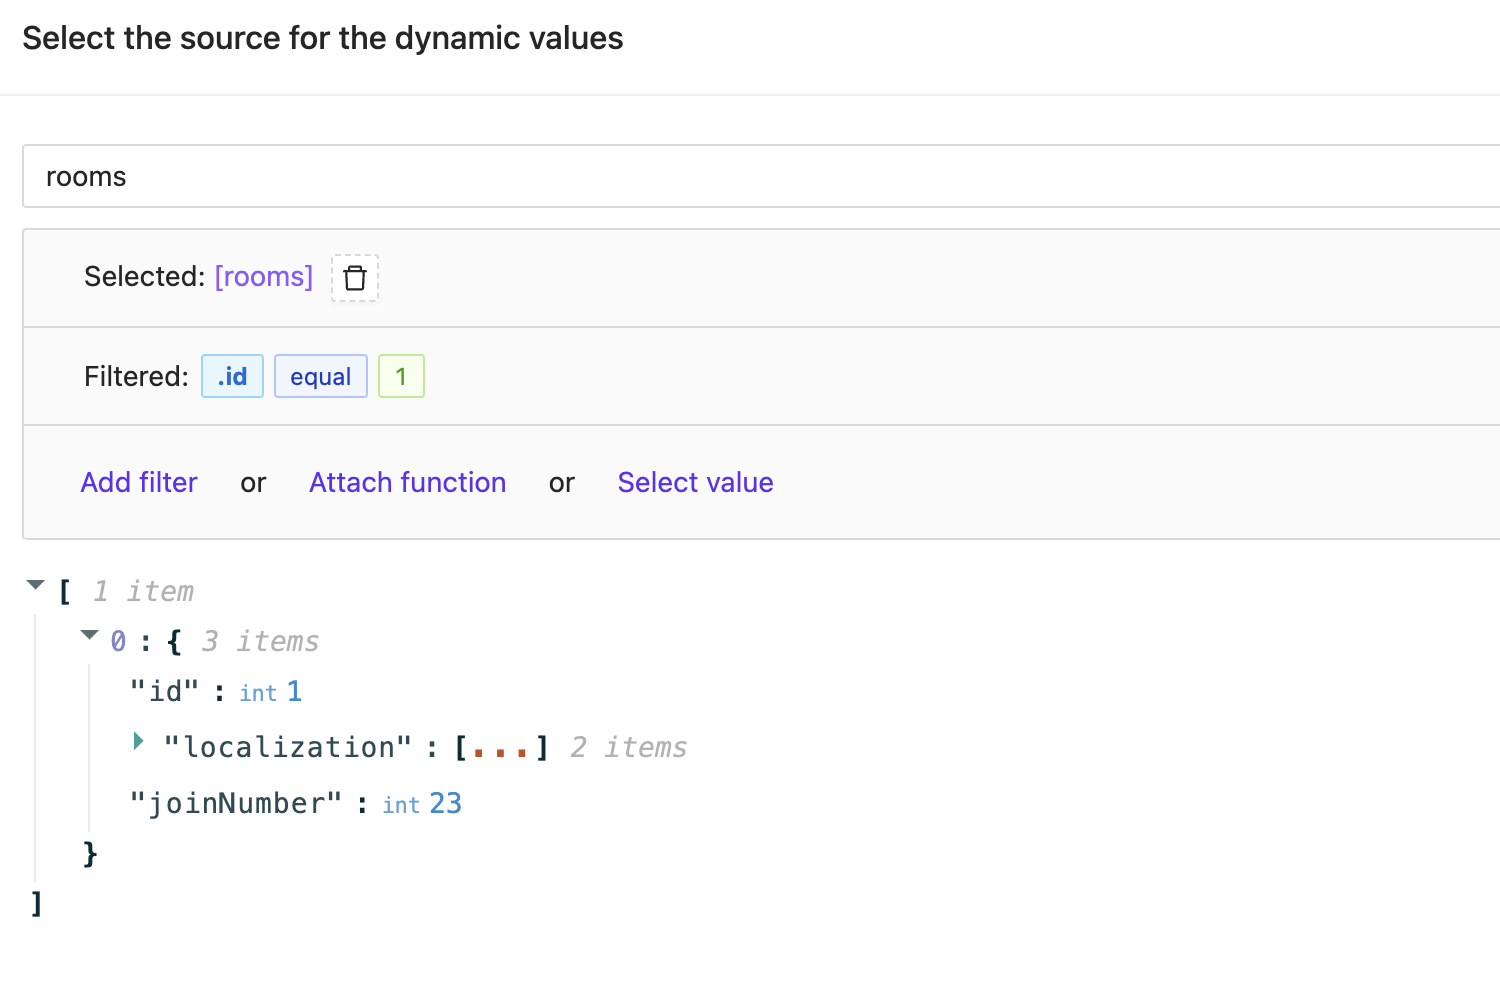 Select the source for the dynamic values
rooms
Selected: [rooms]
Filtered: .id equal 1
Add filter or Attach function or Select value
[ 1 item
0 : { 3 items
"id" : int 1
"localization" : [...] 2 items
"joinNumber" : int 23
}
]